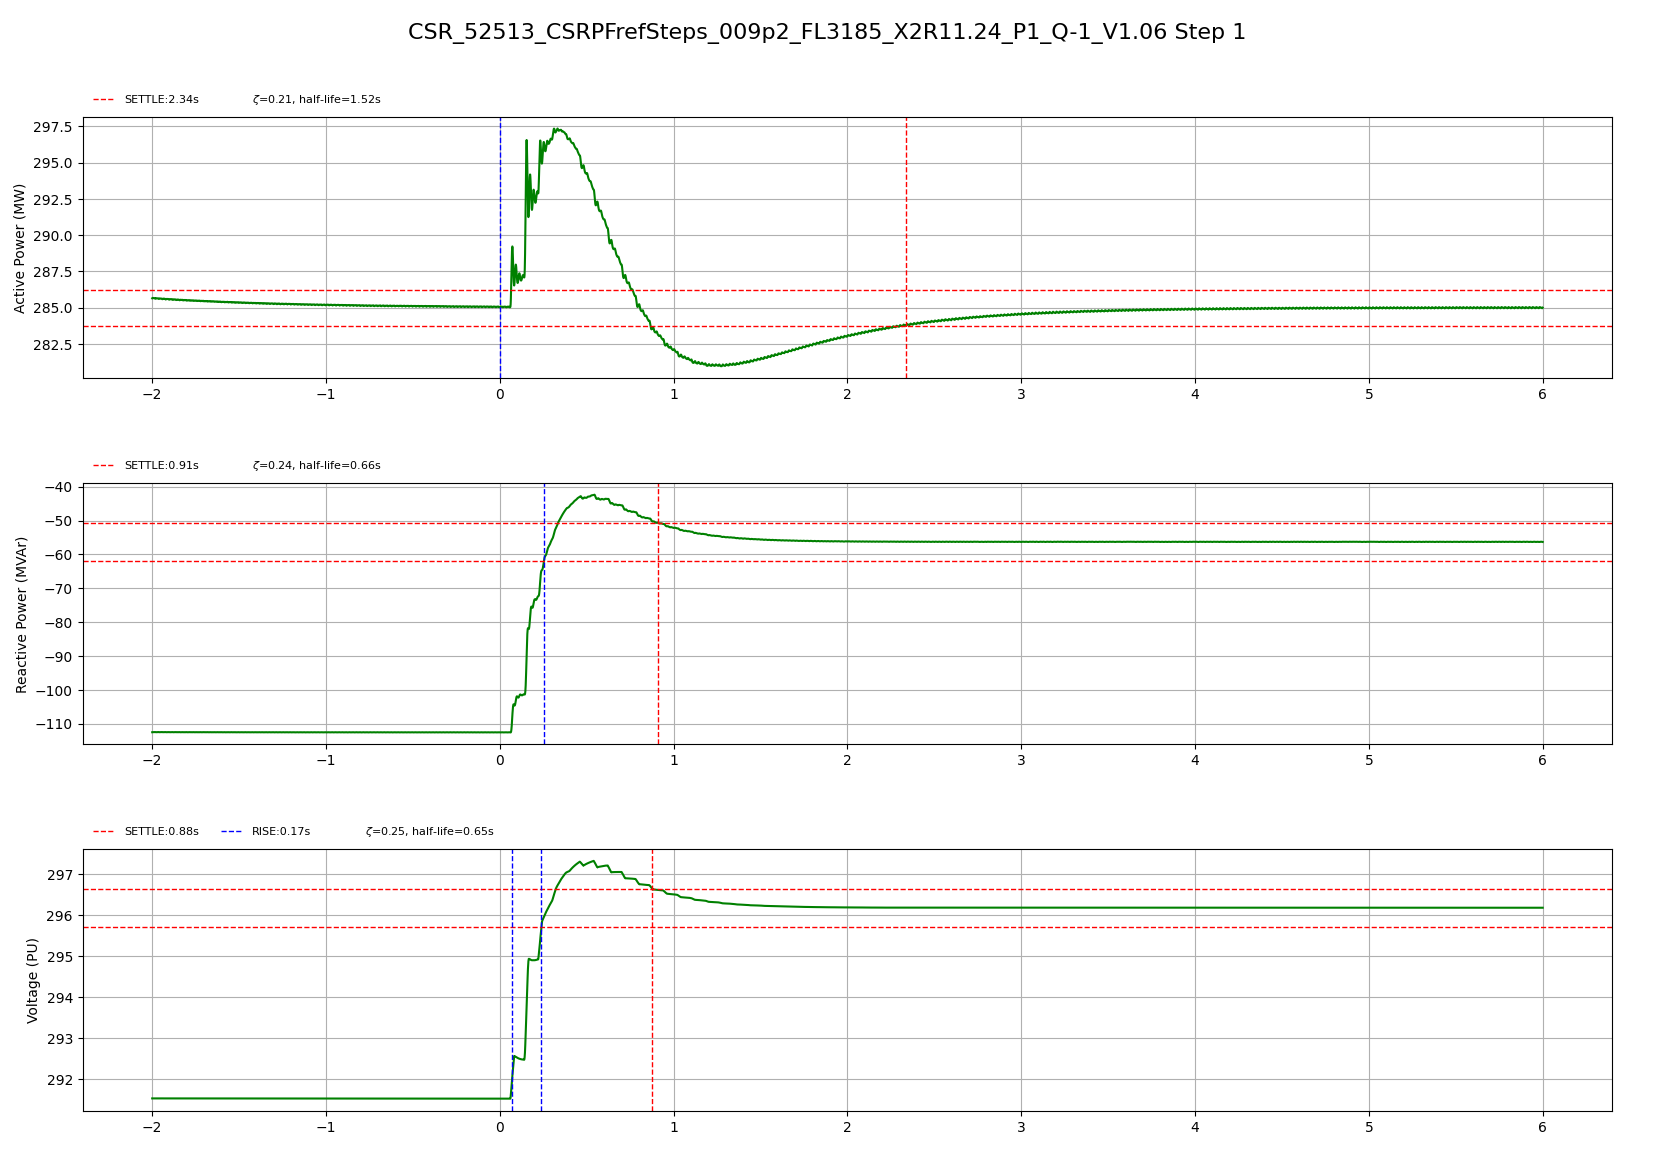 CSR_52513_CSRPFrefSteps_009p2_FL3185_X2R11.24_P1_Q-1_V1.06 Step 1
SETTLE:2.34s ζ=0.21, half-life=1.52s
Active Power (MW)
297.5
295.0
292.5
290.0
287.5
285.0
282.5
−2 −1 0 1 2 3 4 5 6
SETTLE:0.91s ζ=0.24, half-life=0.66s
Reactive Power (MVAr)
−40
−50
−60
−70
−80
−90
−100
−110
−2 −1 0 1 2 3 4 5 6
SETTLE:0.88s RISE:0.17s ζ=0.25, half-life=0.65s
Voltage (PU)
297
296
295
294
293
292
−2 −1 0 1 2 3 4 5 6